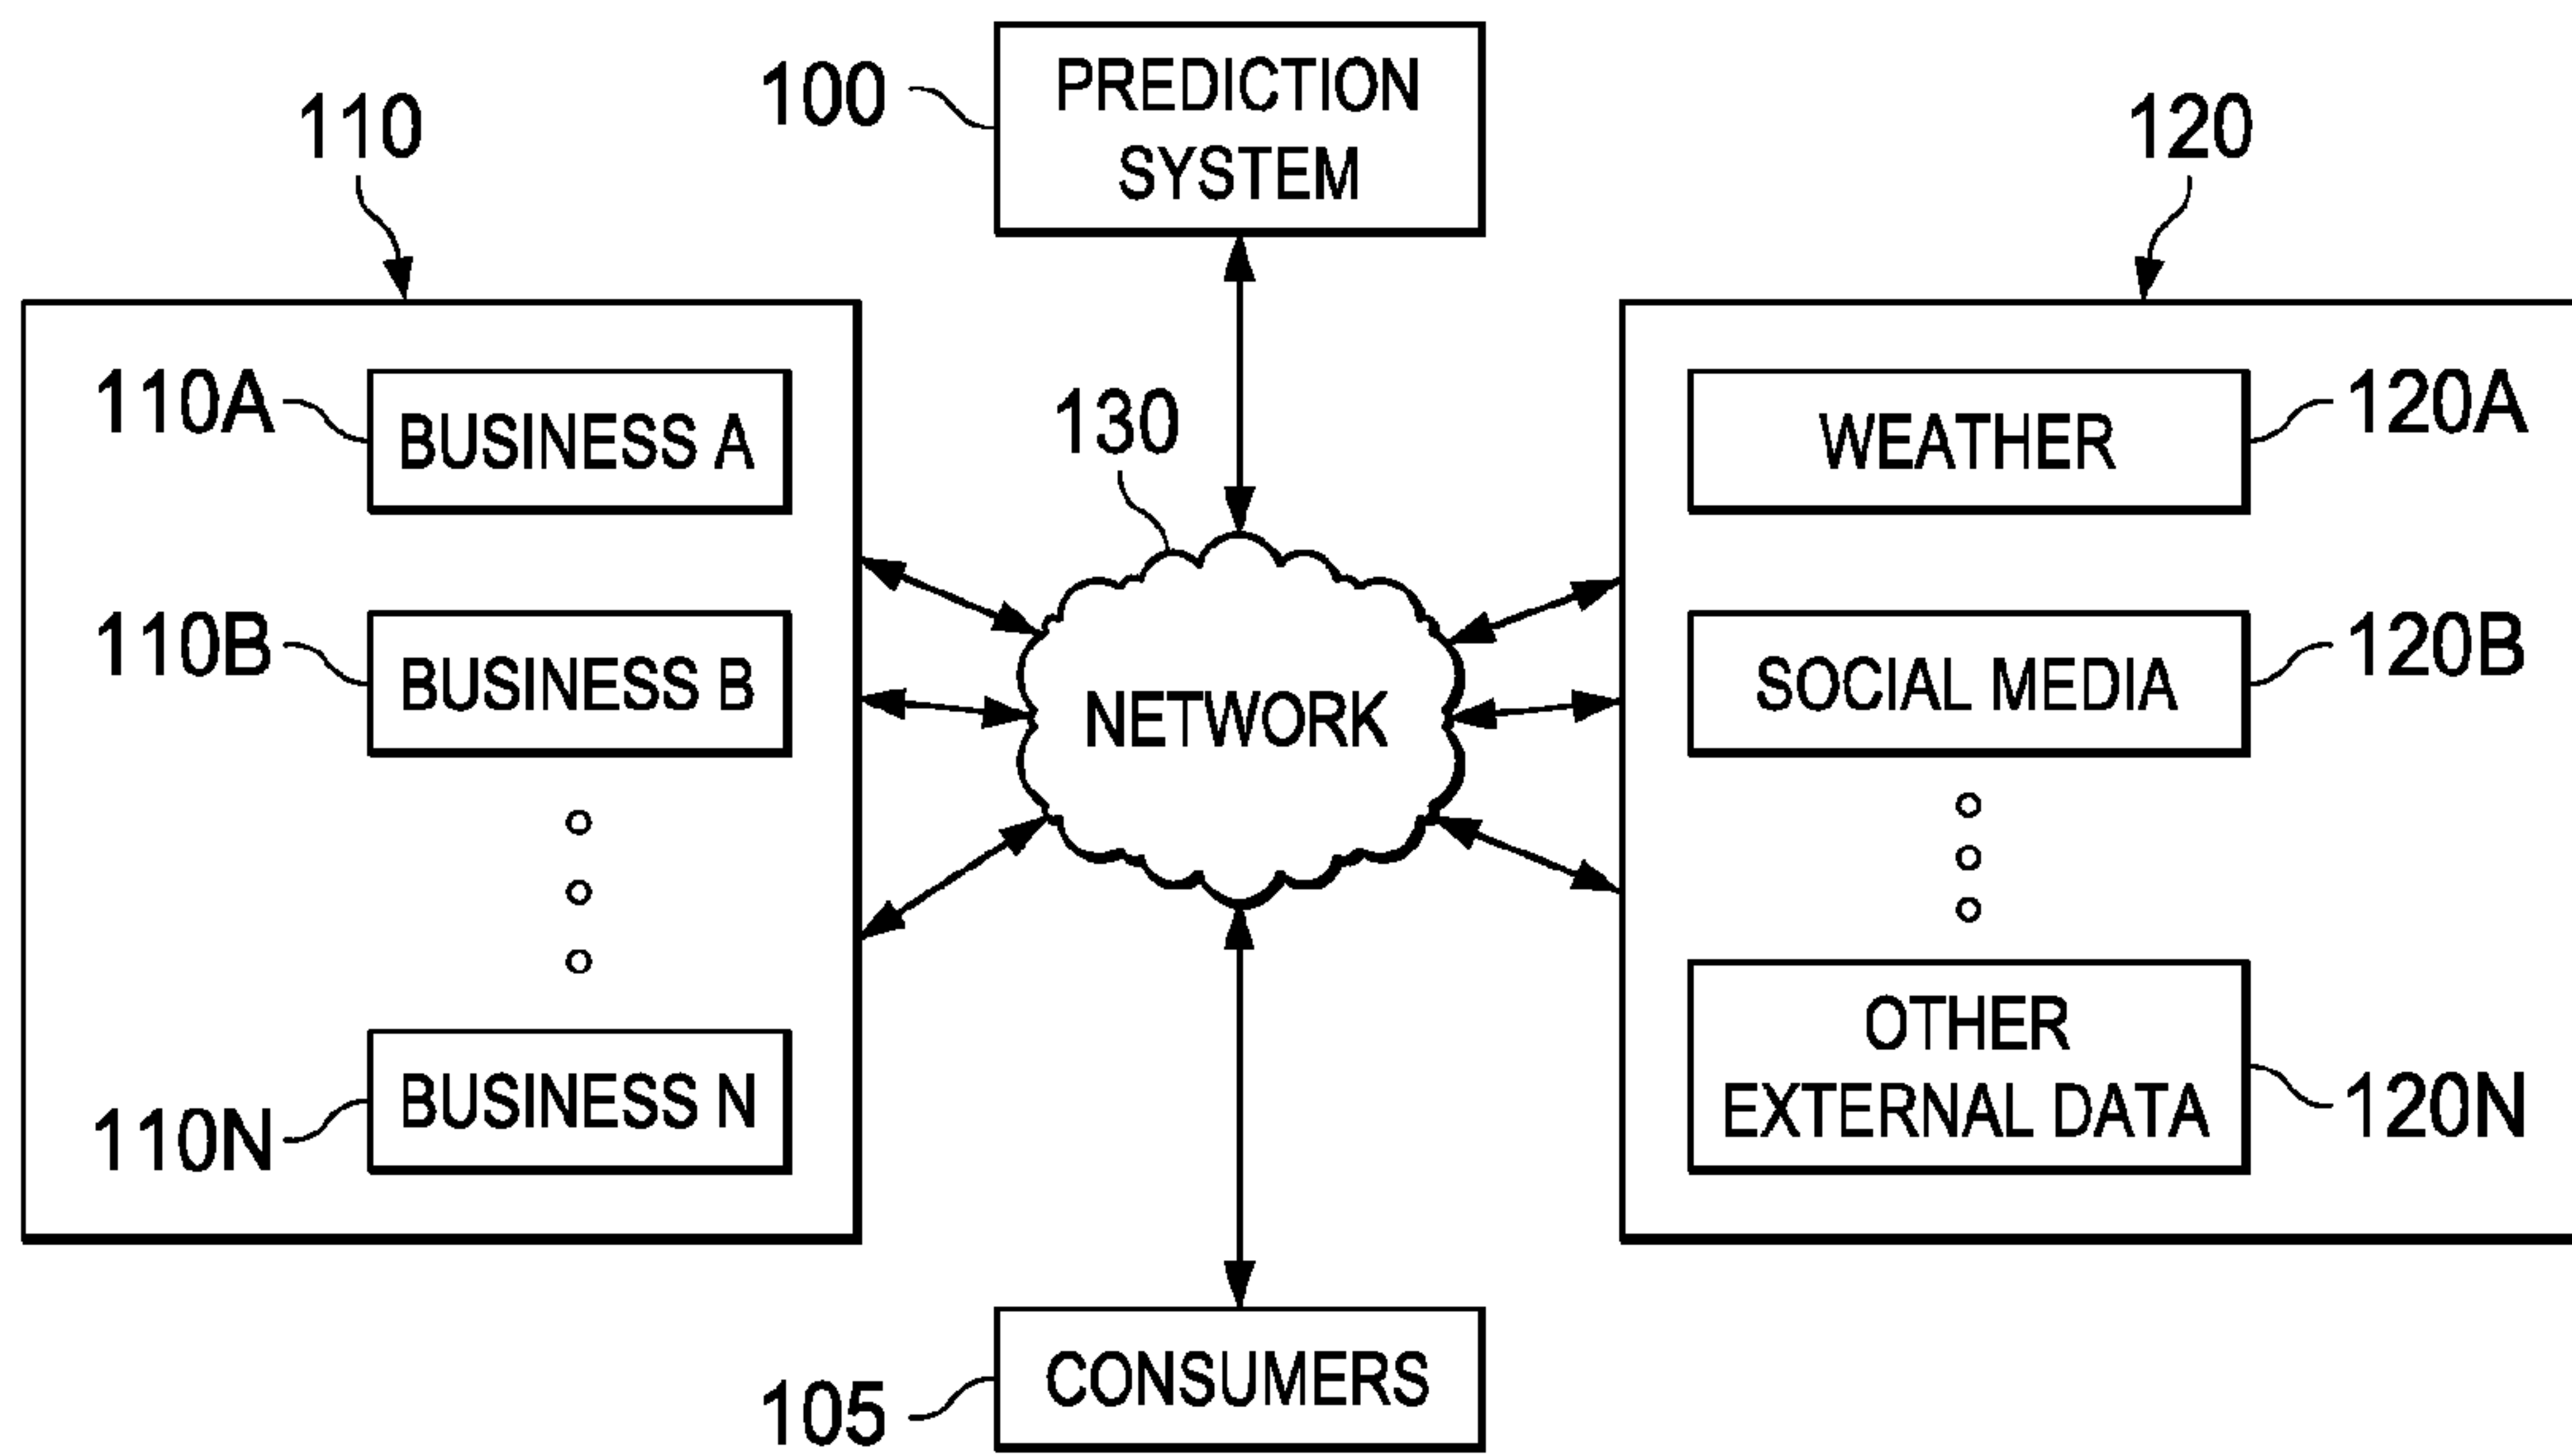 100
PREDICTION
SYSTEM
110
120
110A
BUSINESS A
130
WEATHER
120A
110B
BUSINESS B
NETWORK
SOCIAL MEDIA
120B
110N
BUSINESS N
OTHER
EXTERNAL DATA
120N
105
CONSUMERS